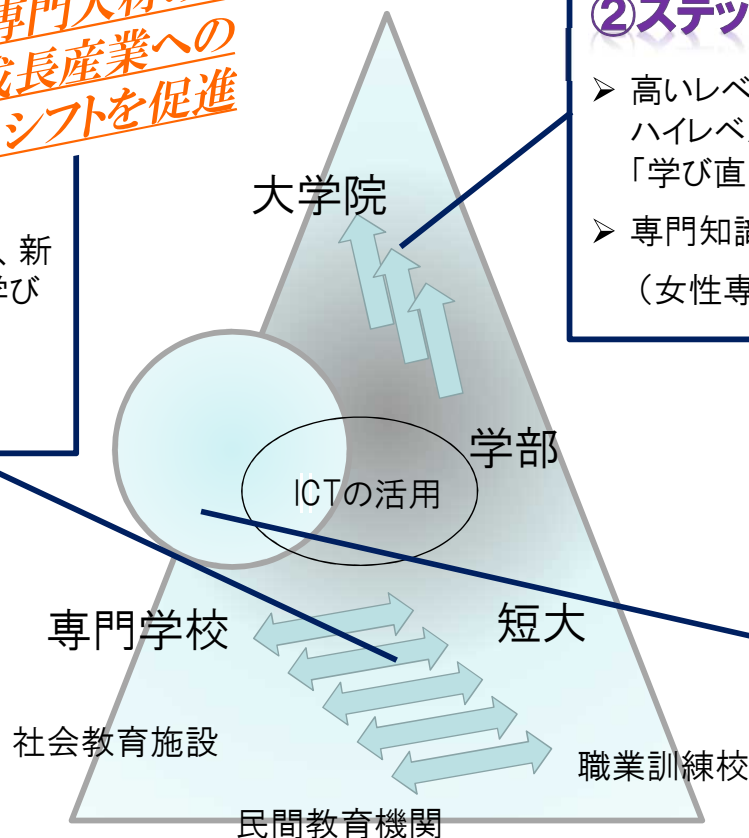 専門人材の
成長産業への
シフトを促進
、新
学び
②ステッ
➢ 高いレベ
ハイレベ
「学び直
➢ 専門知識
（女性専
大学院
学部
ICTの活用
専門学校
短大
社会教育施設
職業訓練校
民間教育機関